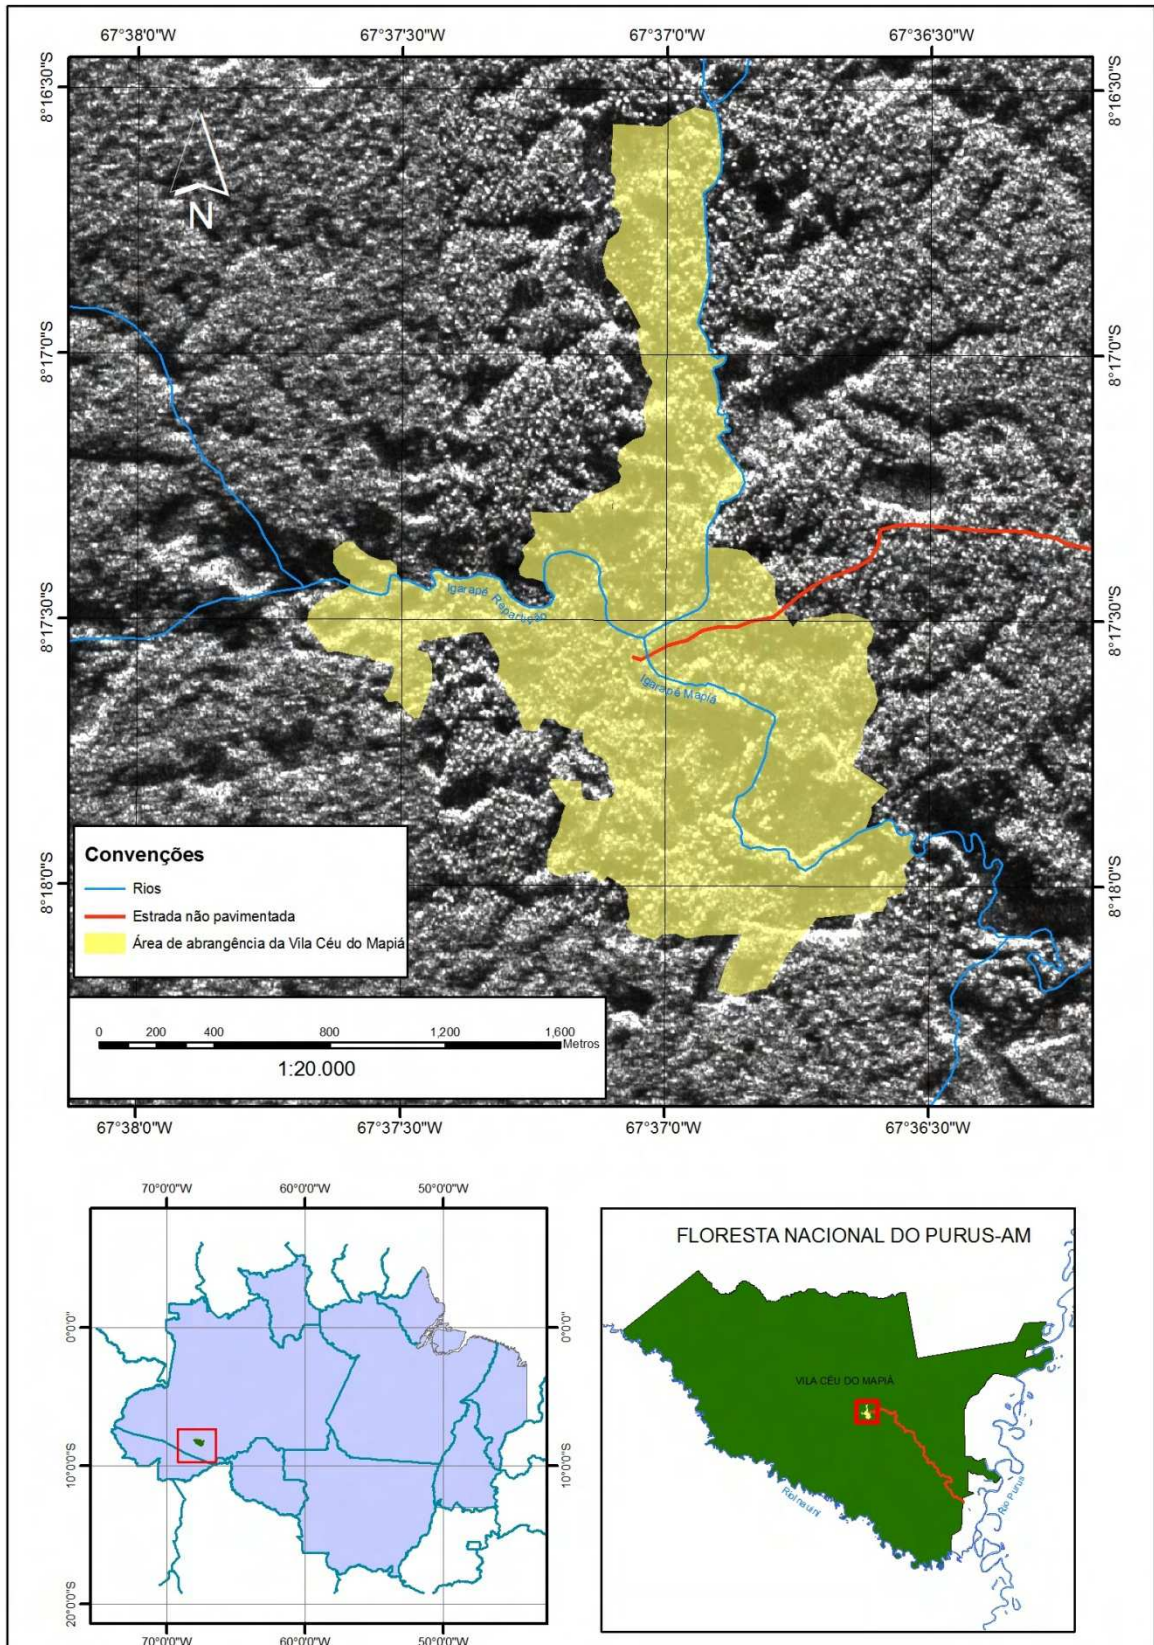 67°38'0"W 67°37'30"W 67°37'0"W 67°36'30"W
8°16'30"S 8°16'30"S
N
8°17'0"S 8°17'0"S
Igarapé Repartição
8°17'30"S 8°17'30"S
Igarapé Mapiá
Convenções
Rios
Estrada não pavimentada
Área de abrangência da Vila Céu do Mapiá
8°18'0"S 8°18'0"S
0 200 400 800 1,200 1,600
Metros
1:20.000
67°38'0"W 67°37'30"W 67°37'0"W 67°36'30"W
70°0'0"W 60°0'0"W 50°0'0"W
0°0'0" 0°0'0"
10°0'0"S 10°0'0"S
20°0'0"S
70°0'0"W 60°0'0"W 50°0'0"W
FLORESTA NACIONAL DO PURUS-AM
VILA CÉU DO MAPIÁ
Rio Inauini
Rio Purus